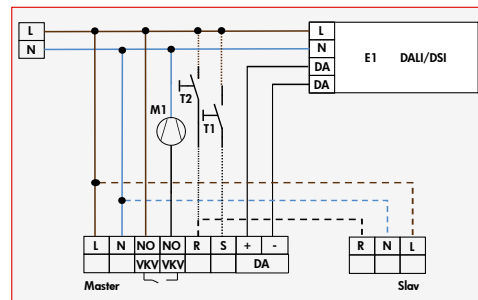 L
N
L
N
DA
DA
E1 DALI/DSI
M1
T2
T1
L N NO NO R S + -
VKV VKV DA
R N L
Master
Slav